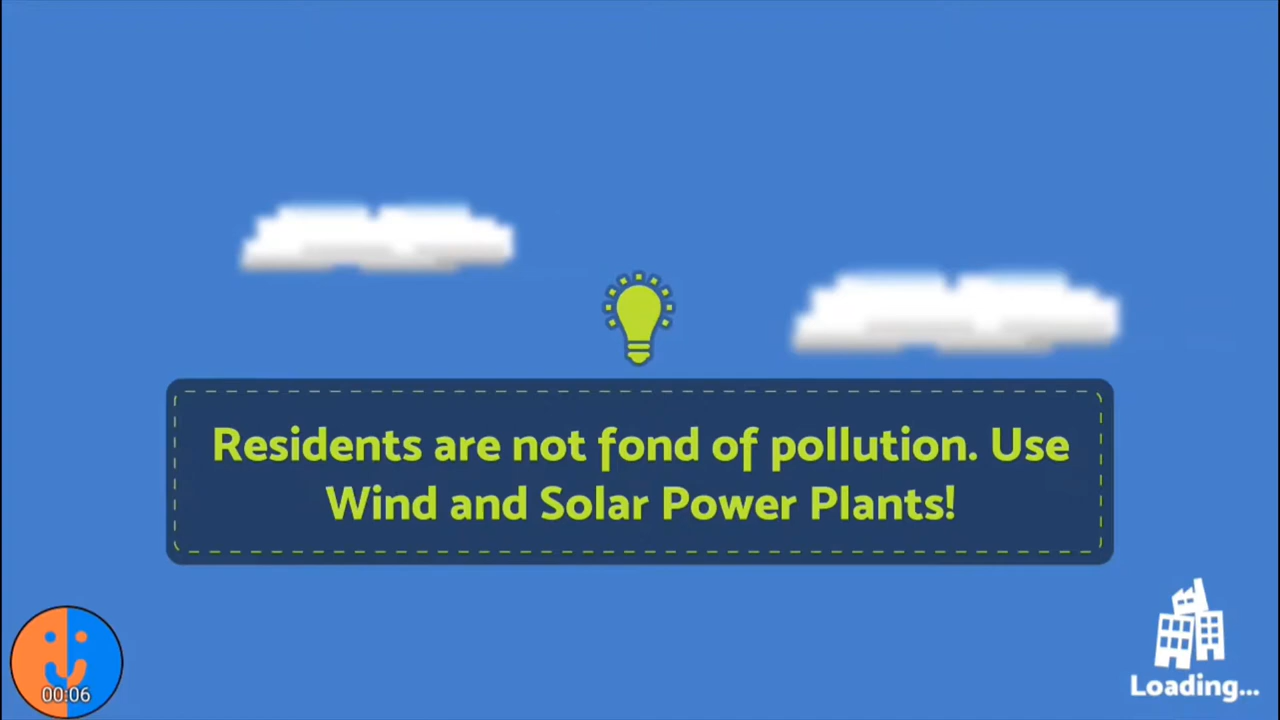 Residents are not fond of pollution. Use
Wind and Solar Power Plants!
00:06
Loading...